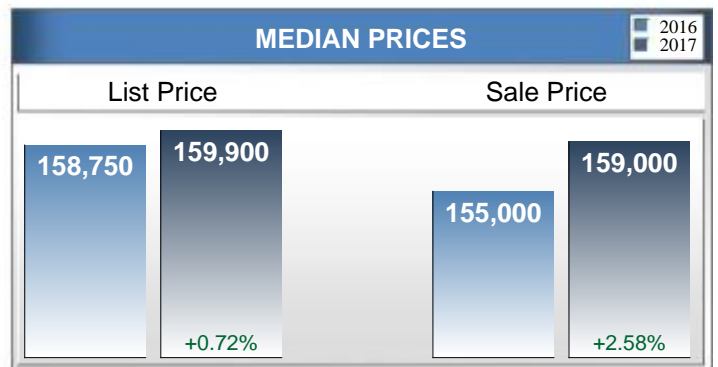 MEDIAN PRICES
2016
2017
List Price
Sale Price
158,750
159,900
155,000
159,000
+0.72%
+2.58%